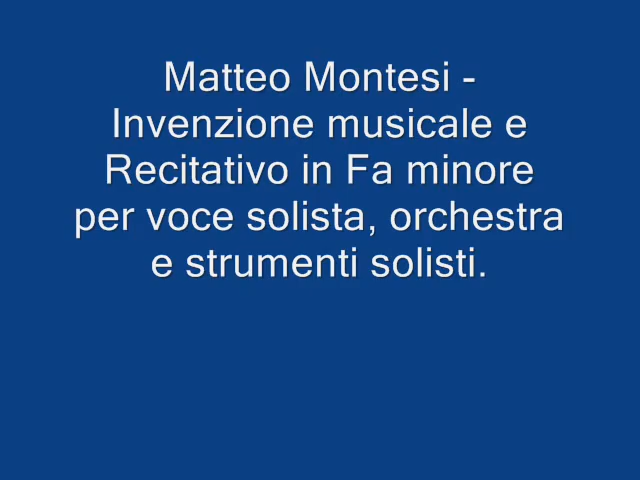 Matteo Montesi -
Invenzione musicale e
Recitativo in Fa minore
per voce solista, orchestra
e strumenti solisti.